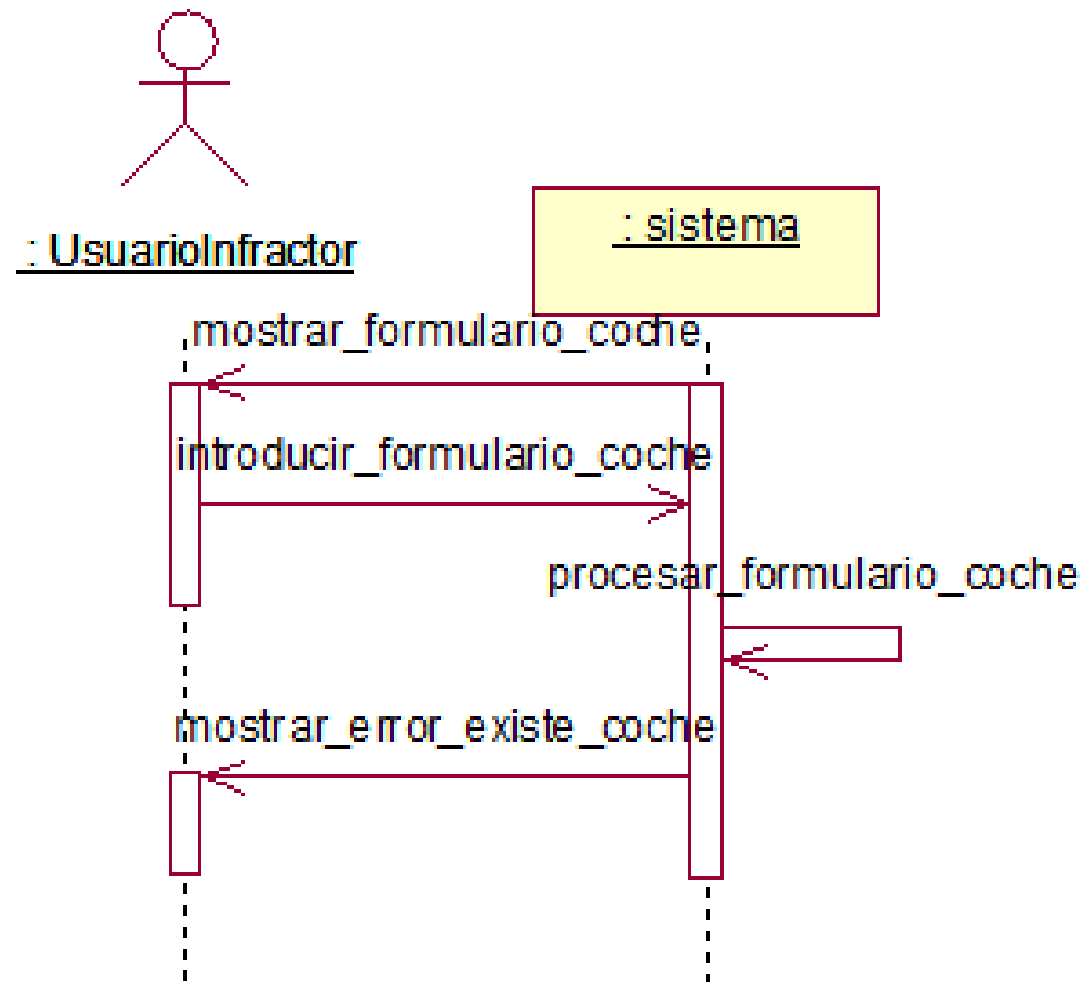 : UsuarioInfractor
: sistema
mostrar_formulario_coche
introducir_formulario_coche
procesar_formulario_coche
mostrar_error_existe_coche